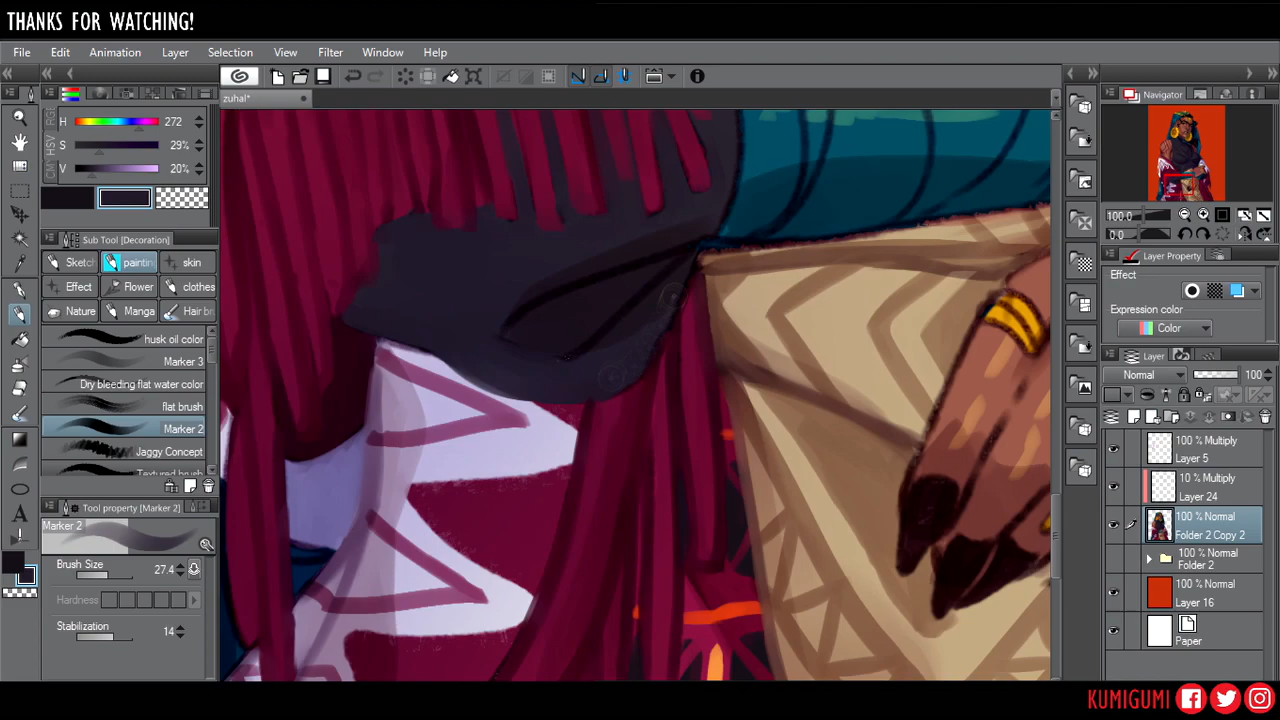 THANKS FOR WATCHING!
File Edit Animation Layer Selection View Filter Window Help
zuhal*
H 272
S 29%
V 20%
Sub Tool [Decoration]
Sketch paintin skin
Effect Flower clothes
Nature Manga Hair br
husk oil color
Marker 3
Dry bleeding flat water color
flat brush
Marker 2
Jaggy Concept
Textured brush
Tool property [Marker 2]
Marker 2
Brush Size 27.4
Hardness
Stabilization 14
Navigator
100.0
0.0
Layer Property
Effect
Expression color
Color
Layer
Normal 100
100 % Multiply
Layer 5
10 % Multiply
Layer 24
100 % Normal
Folder 2 Copy 2
100 % Normal
Folder 2
100 % Normal
Layer 16
Paper
KUMIGUMI